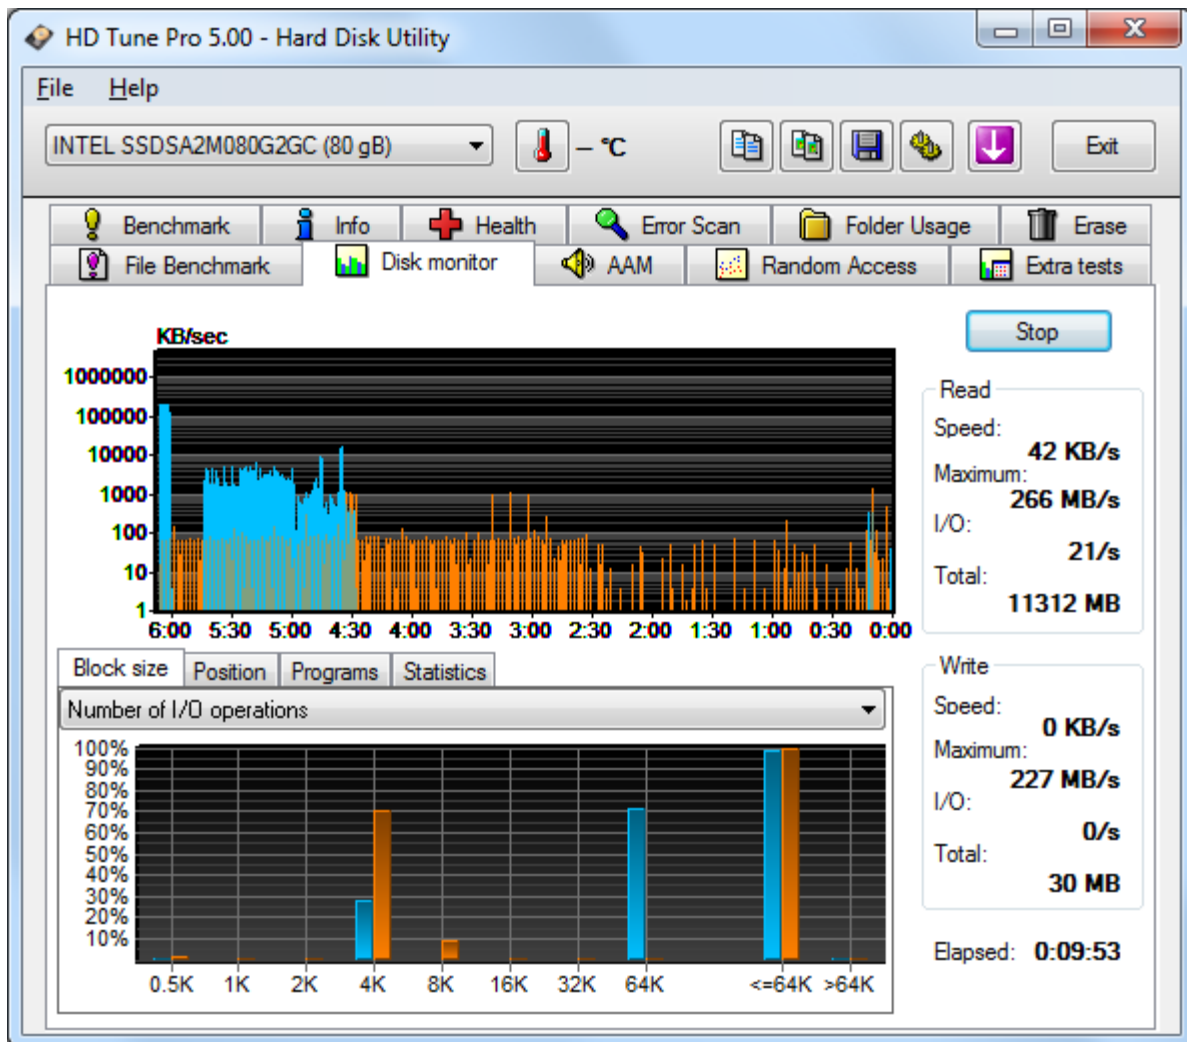 HD Tune Pro 5.00 - Hard Disk Utility
File Help
INTEL SSDSA2M080G2GC (80 gB) – °C Exit
Benchmark Info Health Error Scan Folder Usage Erase
File Benchmark Disk monitor AAM Random Access Extra tests
Stop
KB/sec
1000000
100000
10000
1000
100
10
1
6:00 5:30 5:00 4:30 4:00 3:30 3:00 2:30 2:00 1:30 1:00 0:30 0:00
Read
Speed:
42 KB/s
Maximum:
266 MB/s
I/O:
21/s
Total:
11312 MB
Block size Position Programs Statistics
Number of I/O operations
100%
90%
80%
70%
60%
50%
40%
30%
20%
10%
0.5K 1K 2K 4K 8K 16K 32K 64K <=64K >64K
Write
Speed:
0 KB/s
Maximum:
227 MB/s
I/O:
0/s
Total:
30 MB
Elapsed: 0:09:53